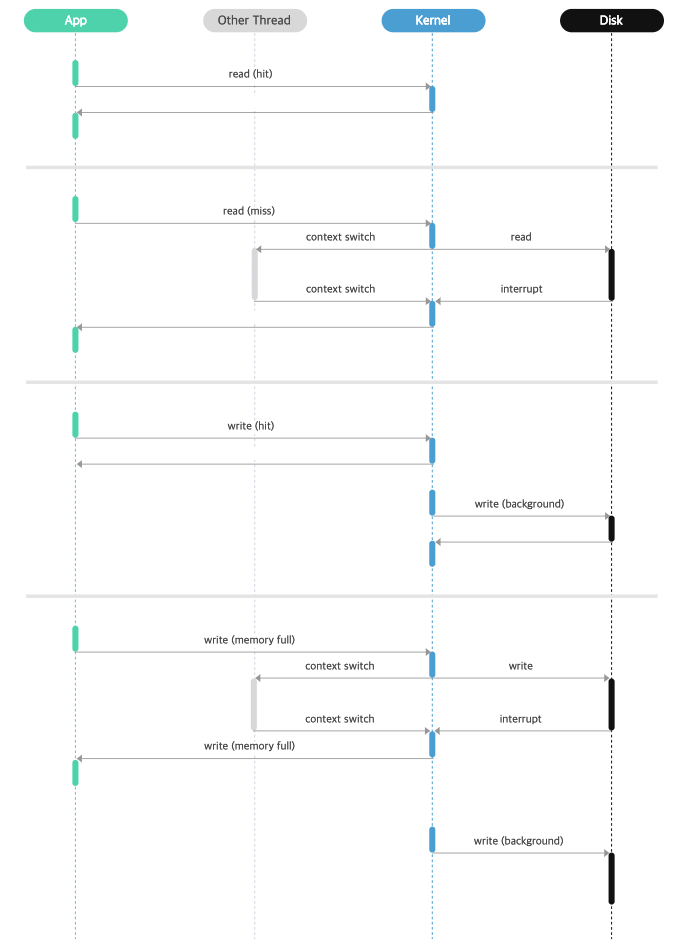 App
Other Thread
Kernel
Disk
read (hit)
read (miss)
context switch
read
context switch
interrupt
write (hit)
write (background)
write (memory full)
context switch
write
context switch
interrupt
write (memory full)
write (background)